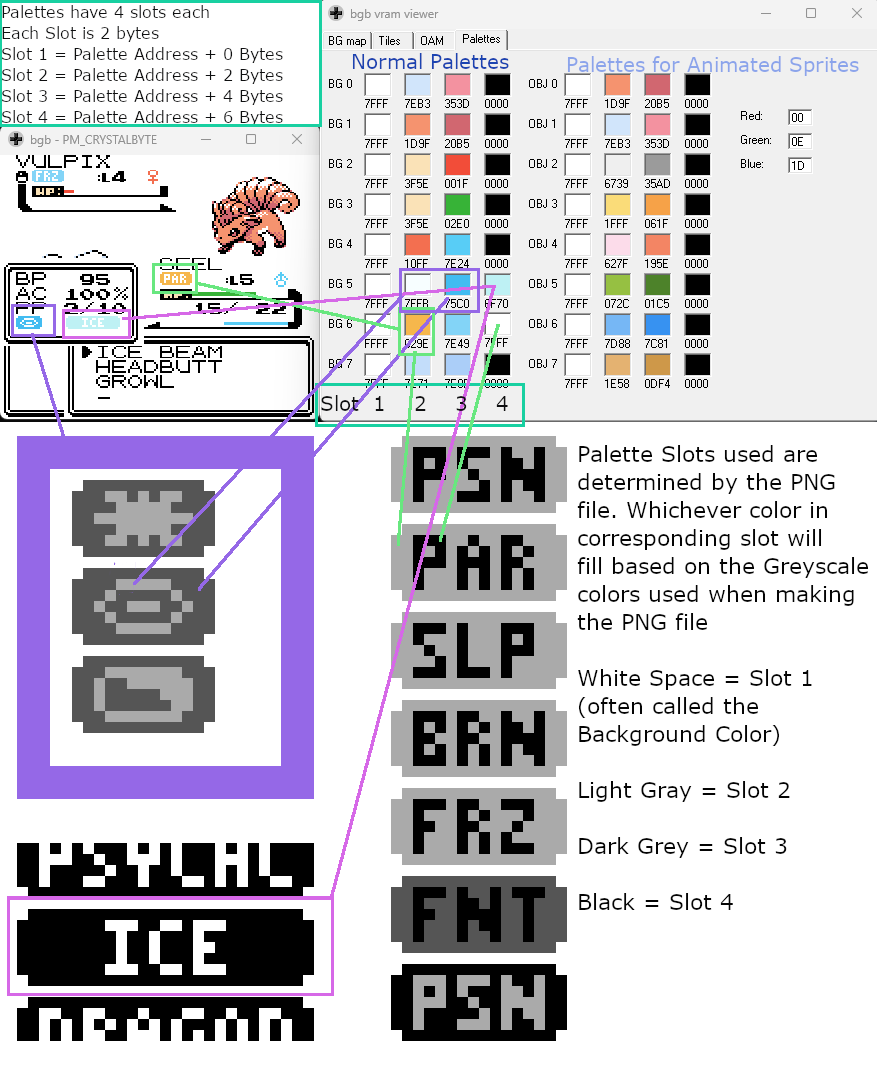 Palettes have 4 slots each
Each Slot is 2 bytes
Slot 1 = Palette Address + 0 Bytes
Slot 2 = Palette Address + 2 Bytes
Slot 3 = Palette Address + 4 Bytes
Slot 4 = Palette Address + 6 Bytes
bgb - PM_CRYSTALBYTE
VULPIX
FRZ :L4 ♀
HP
SEEL
PAR :L5 ♂
HP
15/ 22
BP 95
AC 100%
PP 2/10
ICE
▶ICE BEAM
HEADBUTT
GROWL
–
bgb vram viewer
BG map Tiles OAM Palettes
Normal Palettes Palettes for Animated Sprites
BG 0 OBJ 0
7FFF 7EB3 353D 0000 7FFF 1D9F 20B5 0000
BG 1 OBJ 1
7FFF 1D9F 20B5 0000 7FFF 7EB3 353D 0000
BG 2 OBJ 2
7FFF 3F5E 001F 0000 7FFF 6739 35AD 0000
BG 3 OBJ 3
7FFF 3F5E 02E0 0000 7FFF 1FFF 061F 0000
BG 4 OBJ 4
7FFF 10FF 7E24 0000 7FFF 627F 195E 0000
BG 5 OBJ 5
7FFF 75C0 6F70 7FFF 072C 01C5 0000
BG 6 OBJ 6
FFFF 029E 7E49 7FFF 7FFF 7D88 7C81 0000
BG 7 OBJ 7
7FFF 0000 7FFF 1E58 0DF4 0000
Red: 00
Green: 0E
Blue: 1D
Slot 1 2 3 4
PSN
PAR
SLP
BRN
FRZ
FNT
PSN
ICE
Palette Slots used are
determined by the PNG
file. Whichever color in
corresponding slot will
fill based on the Greyscale
colors used when making
the PNG file
White Space = Slot 1
(often called the
Background Color)
Light Gray = Slot 2
Dark Grey = Slot 3
Black = Slot 4